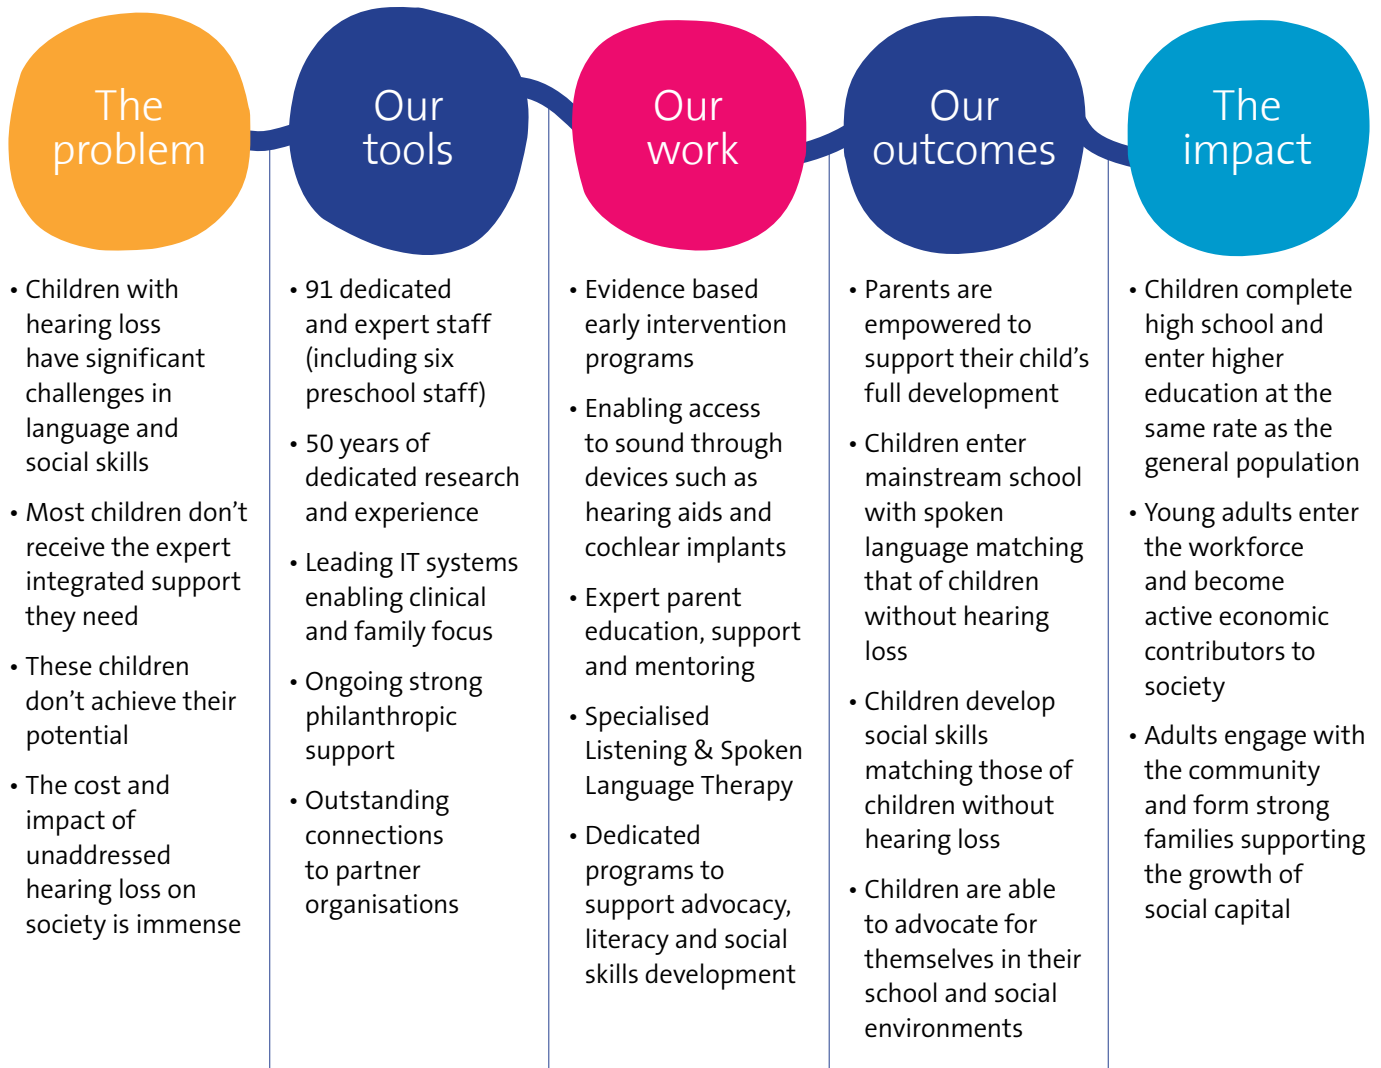 The
problem
• Children with
hearing loss
have significant
challenges in
language and
social skills
• Most children don’t
receive the expert
integrated support
they need
• These children
don’t achieve their
potential
• The cost and
impact of
unaddressed
hearing loss on
society is immense
Our
tools
• 91 dedicated
and expert staff
(including six
preschool staff)
• 50 years of
dedicated research
and experience
• Leading IT systems
enabling clinical
and family focus
• Ongoing strong
philanthropic
support
• Outstanding
connections
to partner
organisations
Our
work
• Evidence based
early intervention
programs
• Enabling access
to sound through
devices such as
hearing aids and
cochlear implants
• Expert parent
education, support
and mentoring
• Specialised
Listening & Spoken
Language Therapy
• Dedicated
programs to
support advocacy,
literacy and social
skills development
Our
outcomes
• Parents are
empowered to
support their child’s
full development
• Children enter
mainstream school
with spoken
language matching
that of children
without hearing
loss
• Children develop
social skills
matching those of
children without
hearing loss
• Children are able
to advocate for
themselves in their
school and social
environments
The
impact
• Children complete
high school and
enter higher
education at the
same rate as the
general population
• Young adults enter
the workforce
and become
active economic
contributors to
society
• Adults engage with
the community
and form strong
families supporting
the growth of
social capital